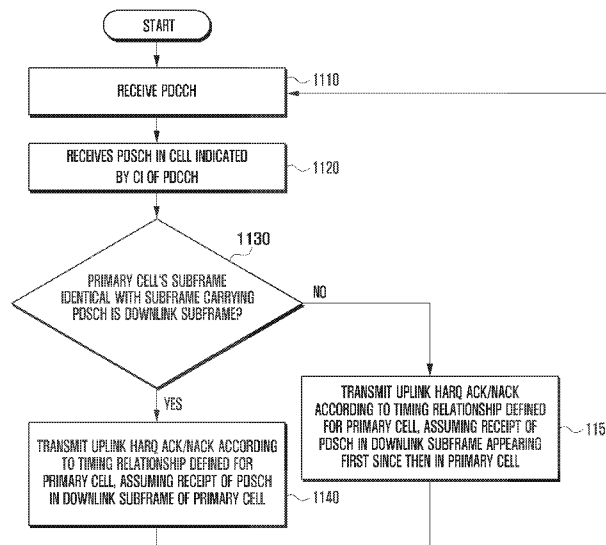 START
RECEIVE PDCCH
1110
RECEIVES PDSCH IN CELL INDICATED
BY CI OF PDCCH
1120
1130
PRIMARY CELL'S SUBFRAME
IDENTICAL WITH SUBFRAME CARRYING
PDSCH IS DOWNLINK SUBFRAME?
NO
YES
TRANSMIT UPLINK HARQ ACK/NACK
ACCORDING TO TIMING RELATIONSHIP DEFINED
FOR PRIMARY CELL, ASSUMING RECEIPT OF
PDSCH IN DOWNLINK SUBFRAME APPEARING
FIRST SINCE THEN IN PRIMARY CELL
115
TRANSMIT UPLINK HARQ ACK/NACK ACCORDING
TO TIMING RELATIONSHIP DEFINED FOR
PRIMARY CELL, ASSUMING RECEIPT OF PDSCH
IN DOWNLINK SUBFRAME OF PRIMARY CELL
1140